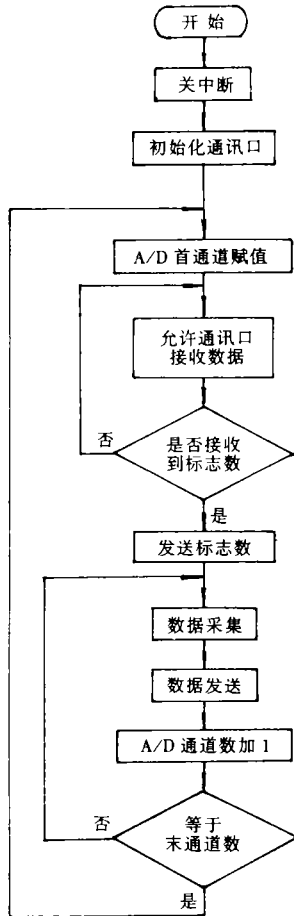 开始
关中断
初始化通讯口
A/D 首通道赋值
允许通讯口
接收数据
否
是否接收
到标志数
是
发送标志数
数据采集
数据发送
A/D 通道数加 1
否
等于
末通道数
是